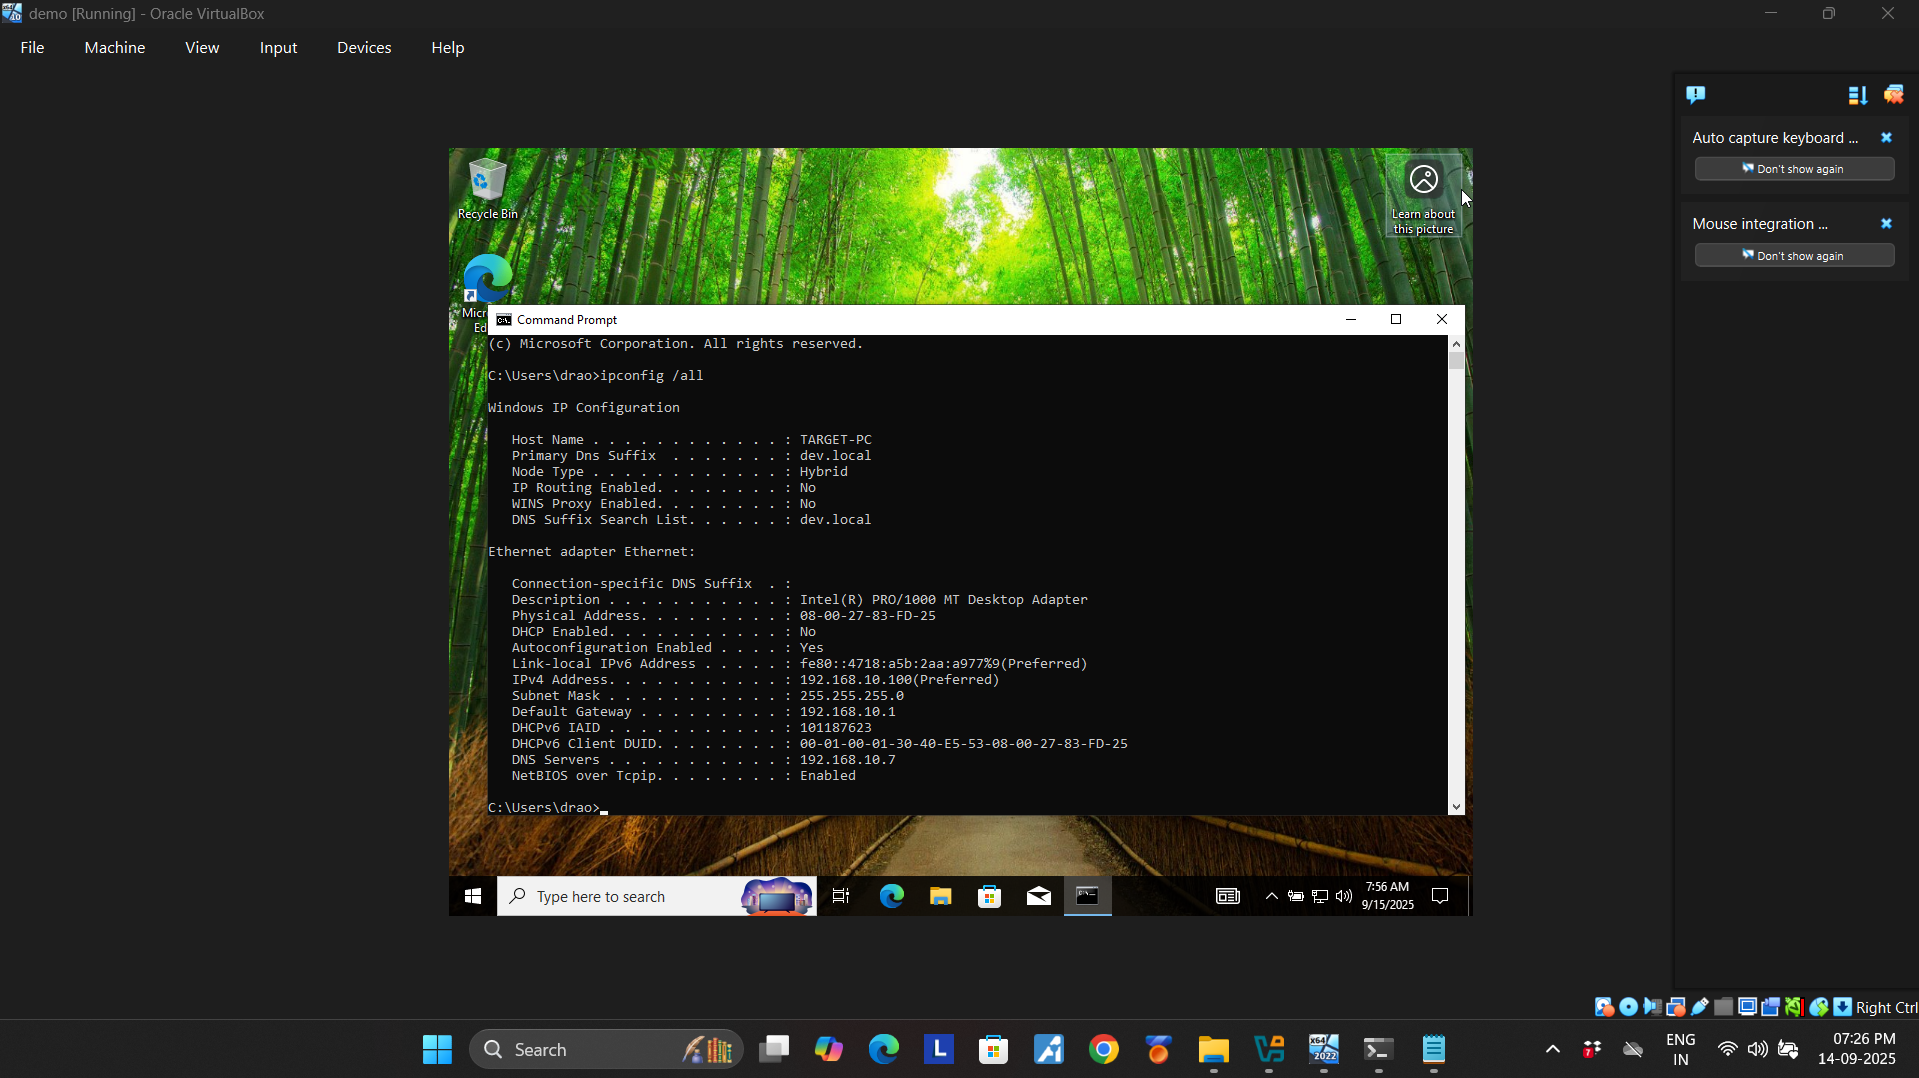 demo [Running] - Oracle VirtualBox
File Machine View Input Devices Help
Auto capture keyboard ...
Don't show again
Mouse integration ...
Don't show again
Recycle Bin
Learn about
this picture
Micr
Ed
Command Prompt
(c) Microsoft Corporation. All rights reserved.
C:\Users\drao>ipconfig /all
Windows IP Configuration
Host Name . . . . . . . . . . . . : TARGET-PC
Primary Dns Suffix  . . . . . . . : dev.local
Node Type . . . . . . . . . . . . : Hybrid
IP Routing Enabled. . . . . . . . : No
WINS Proxy Enabled. . . . . . . . : No
DNS Suffix Search List. . . . . . : dev.local
Ethernet adapter Ethernet:
Connection-specific DNS Suffix  . :
Description . . . . . . . . . . . : Intel(R) PRO/1000 MT Desktop Adapter
Physical Address. . . . . . . . . : 08-00-27-83-FD-25
DHCP Enabled. . . . . . . . . . . : No
Autoconfiguration Enabled . . . . : Yes
Link-local IPv6 Address . . . . . : fe80::4718:a5b:2aa:a977%9(Preferred)
IPv4 Address. . . . . . . . . . . : 192.168.10.100(Preferred)
Subnet Mask . . . . . . . . . . . : 255.255.255.0
Default Gateway . . . . . . . . . : 192.168.10.1
DHCPv6 IAID . . . . . . . . . . . : 101187623
DHCPv6 Client DUID. . . . . . . . : 00-01-00-01-30-40-E5-53-08-00-27-83-FD-25
DNS Servers . . . . . . . . . . . : 192.168.10.7
NetBIOS over Tcpip. . . . . . . . : Enabled
C:\Users\drao>_
Type here to search
7:56 AM
9/15/2025
Right Ctrl
Search
L
x64
2022
7
ENG
IN
07:26 PM
14-09-2025